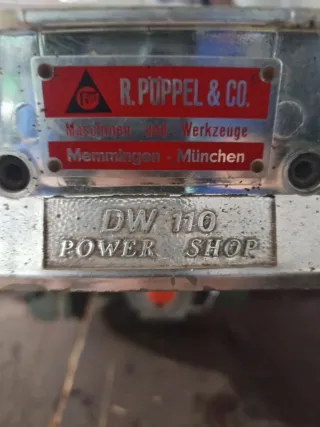 R. PÜPPEL & CO.
Maschinen und Werkzeuge
Memmingen - München
DW 110
POWER SHOP